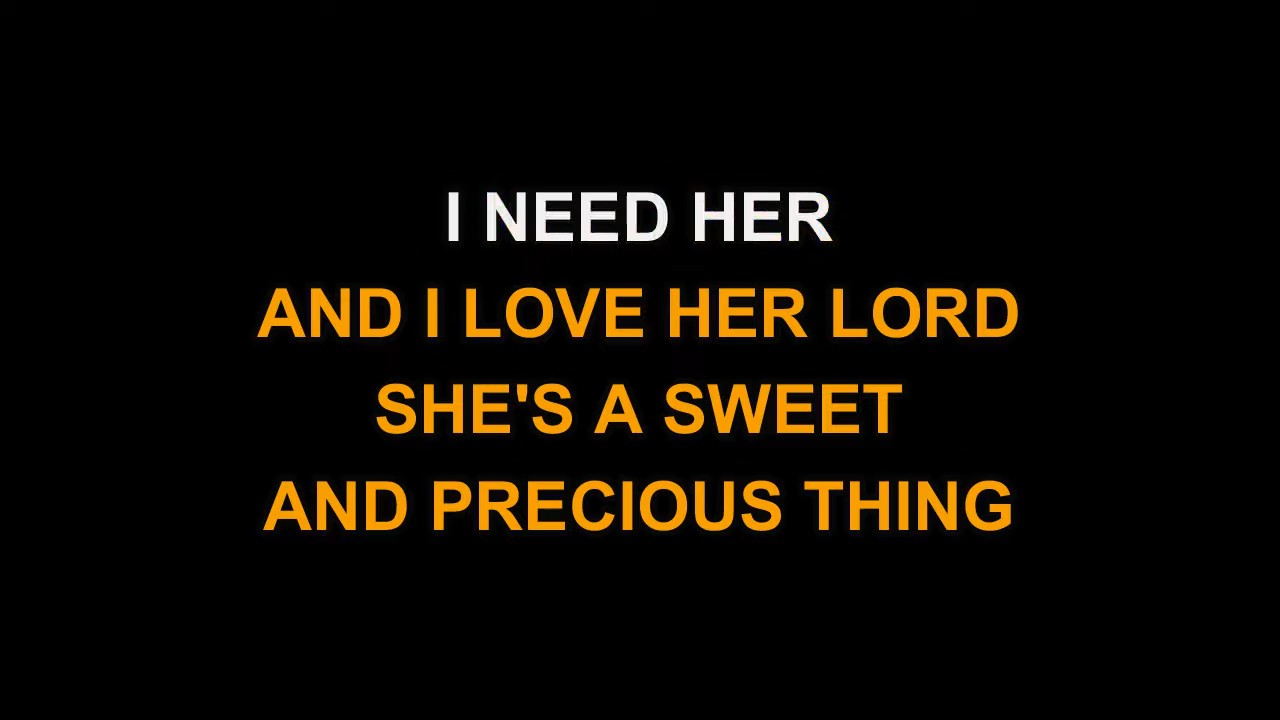 I NEED HER
AND I LOVE HER LORD
SHE'S A SWEET
AND PRECIOUS THING